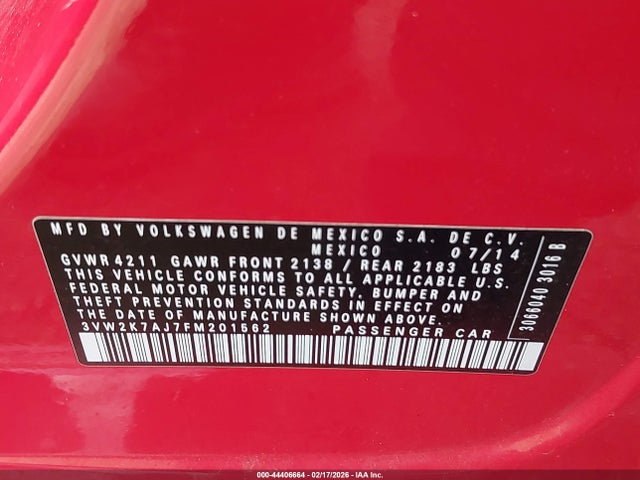 MFD BY VOLKSWAGEN DE MEXICO S.A. DE C.V.
MEXICO 07/14
GVWR 4211 GAWR FRONT 2138 / REAR 2183 LBS
THIS VEHICLE CONFORMS TO ALL APPLICABLE U.S.
FEDERAL MOTOR VEHICLE SAFETY, BUMPER AND
THEFT PREVENTION STANDARDS IN EFFECT ON
THE DATE OF MANUFACTURE SHOWN ABOVE.
3VW2K7AJ7FM201562 PASSENGER CAR
3066040 3016 B
000-44406664 - 02/17/2026 - IAA Inc.